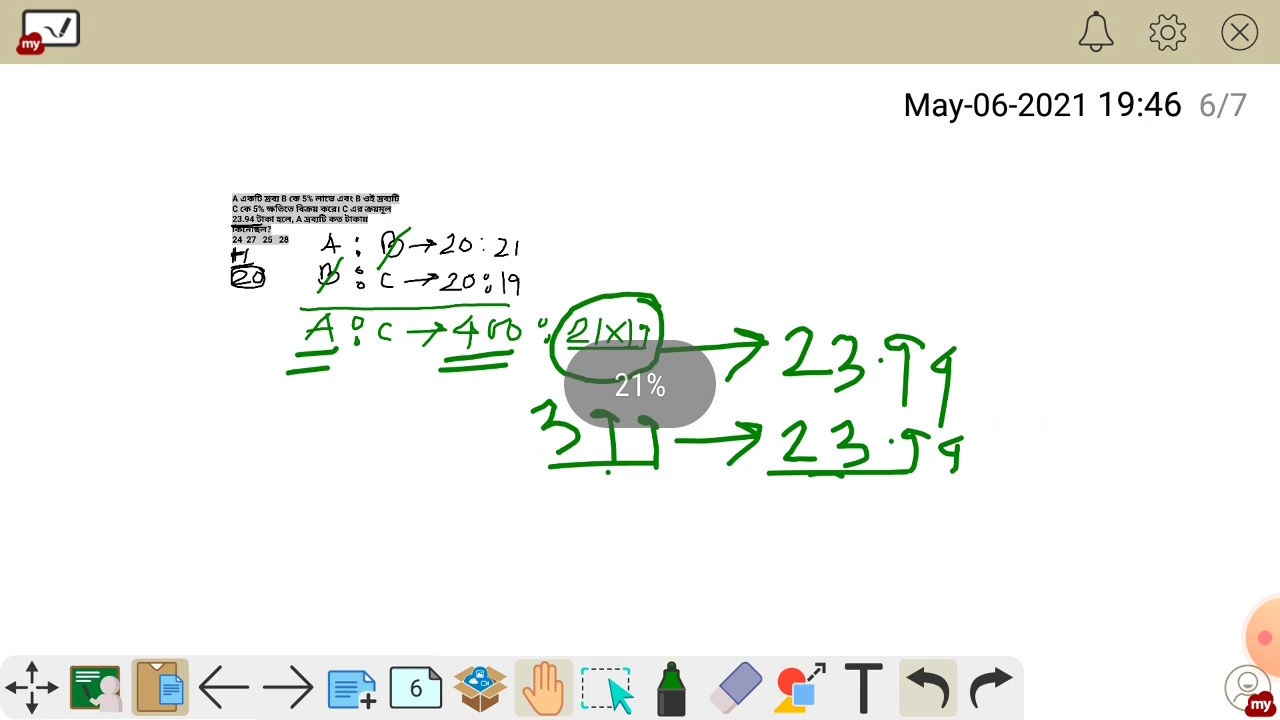 my
May-06-2021 19:46 6/7
A একটি দ্রব্য B কে 5% লাভে এবং B ওই দ্রব্যটি
C কে 5% ক্ষতিতে বিক্রয় করে। C এর ক্রয়মূল
23.94 টাকা হলে, A দ্রব্যটি কত টাকায়
কিনেছিল?
24 27 25 28
20
A : B → 20 : 21
B : C → 20 : 19
A : C → 400 : 21×19 → 23.94
21%
399 → 23.94
6
T
my